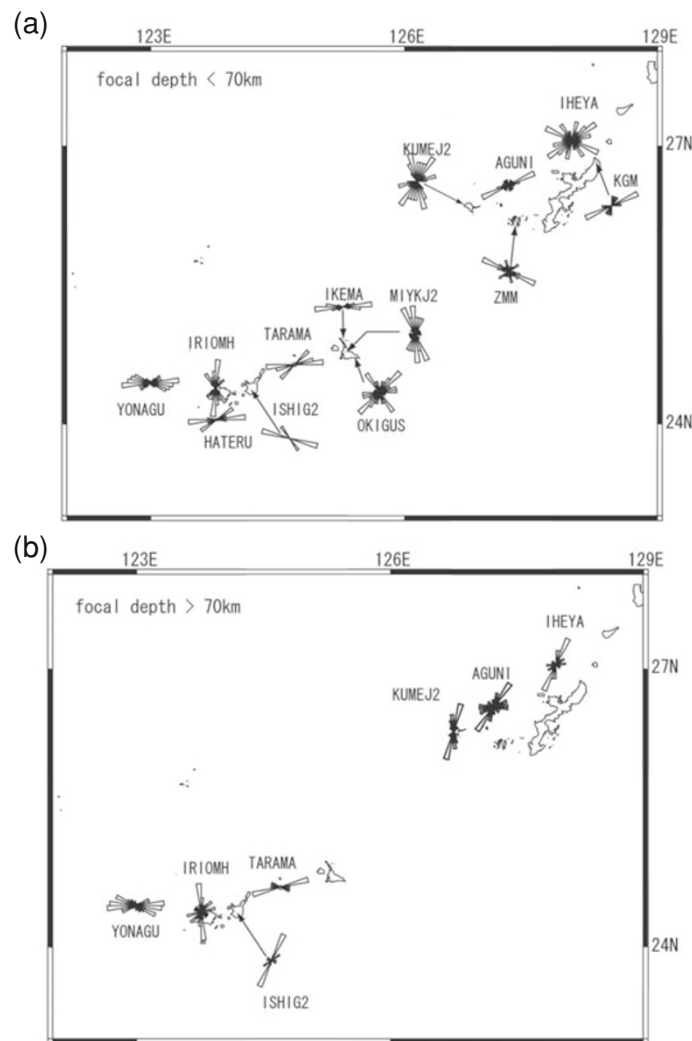 (a)
123E 126E 129E
focal depth < 70km
IHEYA
27N
KUMEJ2 AGUNI KGM
ZMM
IKEMA MIYKJ2
TARAMA
IRIOMH
YONAGU ISHIG2 OKIGUS
24N
HATERU
(b)
123E 126E 129E
focal depth > 70km
IHEYA
27N
AGUNI
KUMEJ2
TARAMA
IRIOMH
YONAGU
24N
ISHIG2